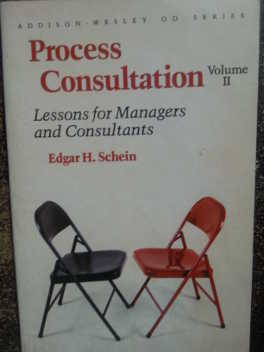 ADDISON-WESLEY OD SERIES
Process
Consultation Volume
II
Lessons for Managers
and Consultants
Edgar H. Schein